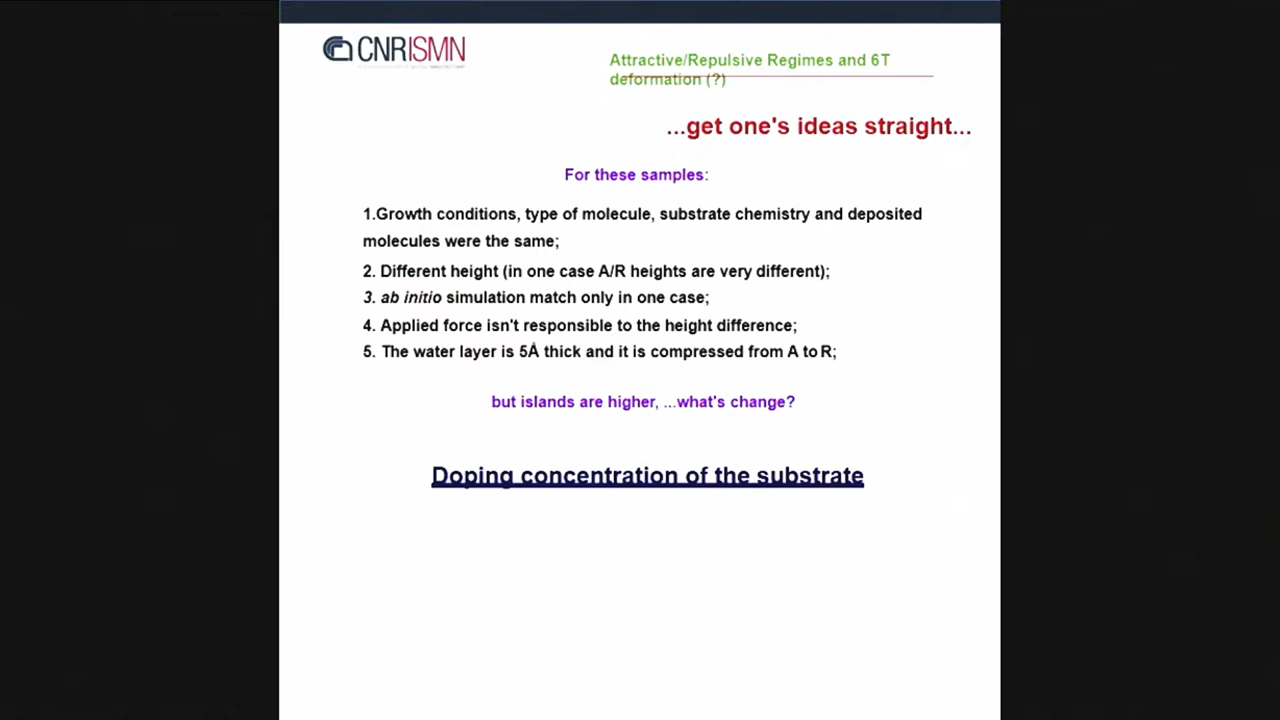 CNRISMN
Attractive/Repulsive Regimes and 6T
deformation (?)
...get one's ideas straight...
For these samples:
1.Growth conditions, type of molecule, substrate chemistry and deposited
molecules were the same;
2. Different height (in one case A/R heights are very different);
3. ab initio simulation match only in one case;
4. Applied force isn't responsible to the height difference;
5. The water layer is 5Å thick and it is compressed from A to R;
but islands are higher, ...what's change?
Doping concentration of the substrate